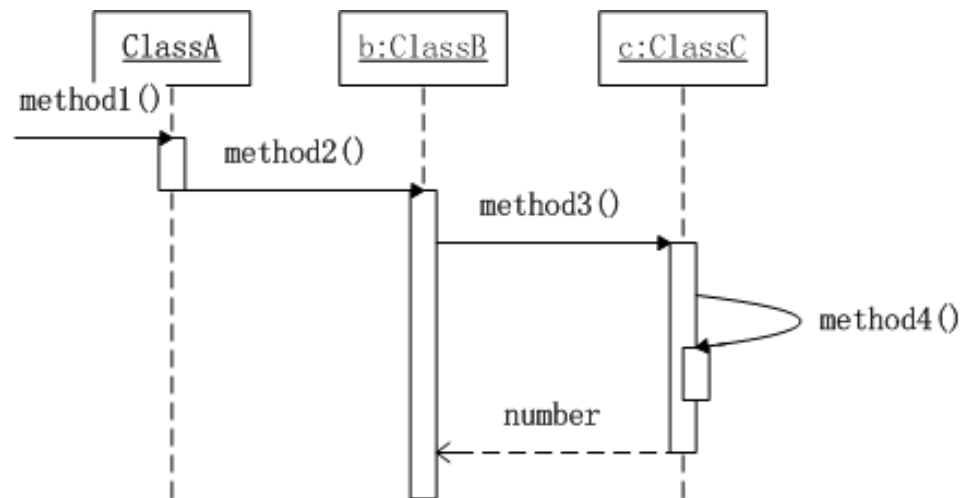 ClassA
b:ClassB
c:ClassC
method1()
method2()
method3()
method4()
number